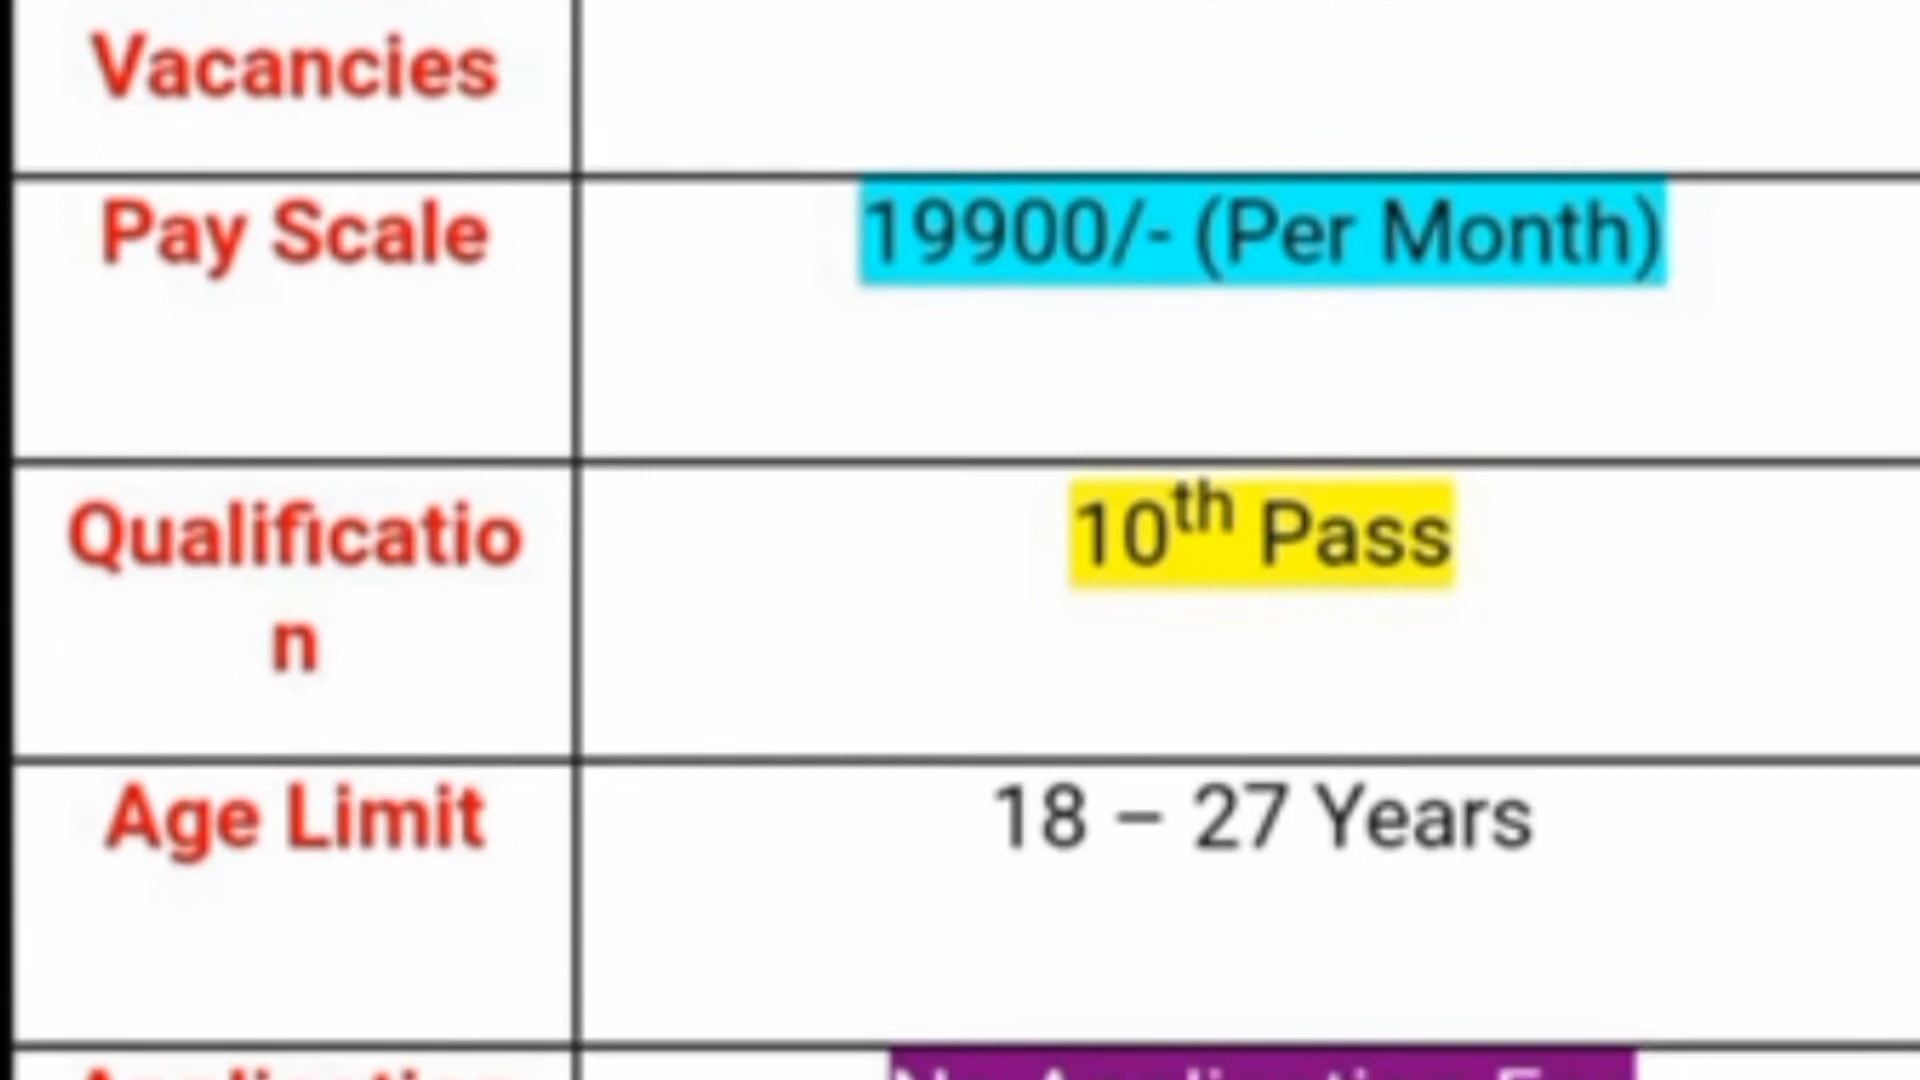 Vacancies
Pay Scale 19900/- (Per Month)
Qualificatio 10th Pass
n
Age Limit 18 – 27 Years